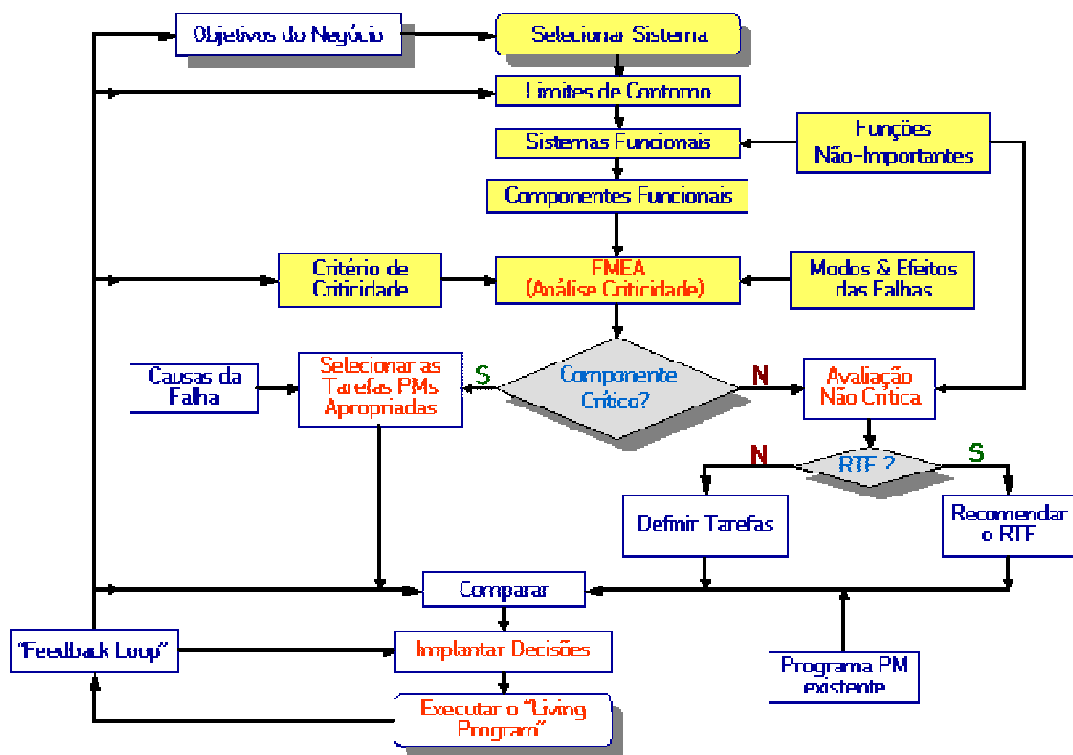 Objetivos do Negócio
Selecionar Sistema
Limites de Contorno
Sistemas Funcionais
Funções
Não-Importantes
Componentes Funcionais
Critério de
Criticidade
FMEA
(Análise Criticidade)
Modos & Efeitos
das Falhas
Causas da
Falha
Selecionar as
Tarefas PMs
Apropriadas
S
Componente
Crítico?
N
Avaliação
Não Crítica
N
RTF ?
S
Definir Tarefas
Recomendar
o RTF
Comparar
"Feedback Loop"
Implantar Decisões
Programa PM
existente
Executar o "Living
Program"